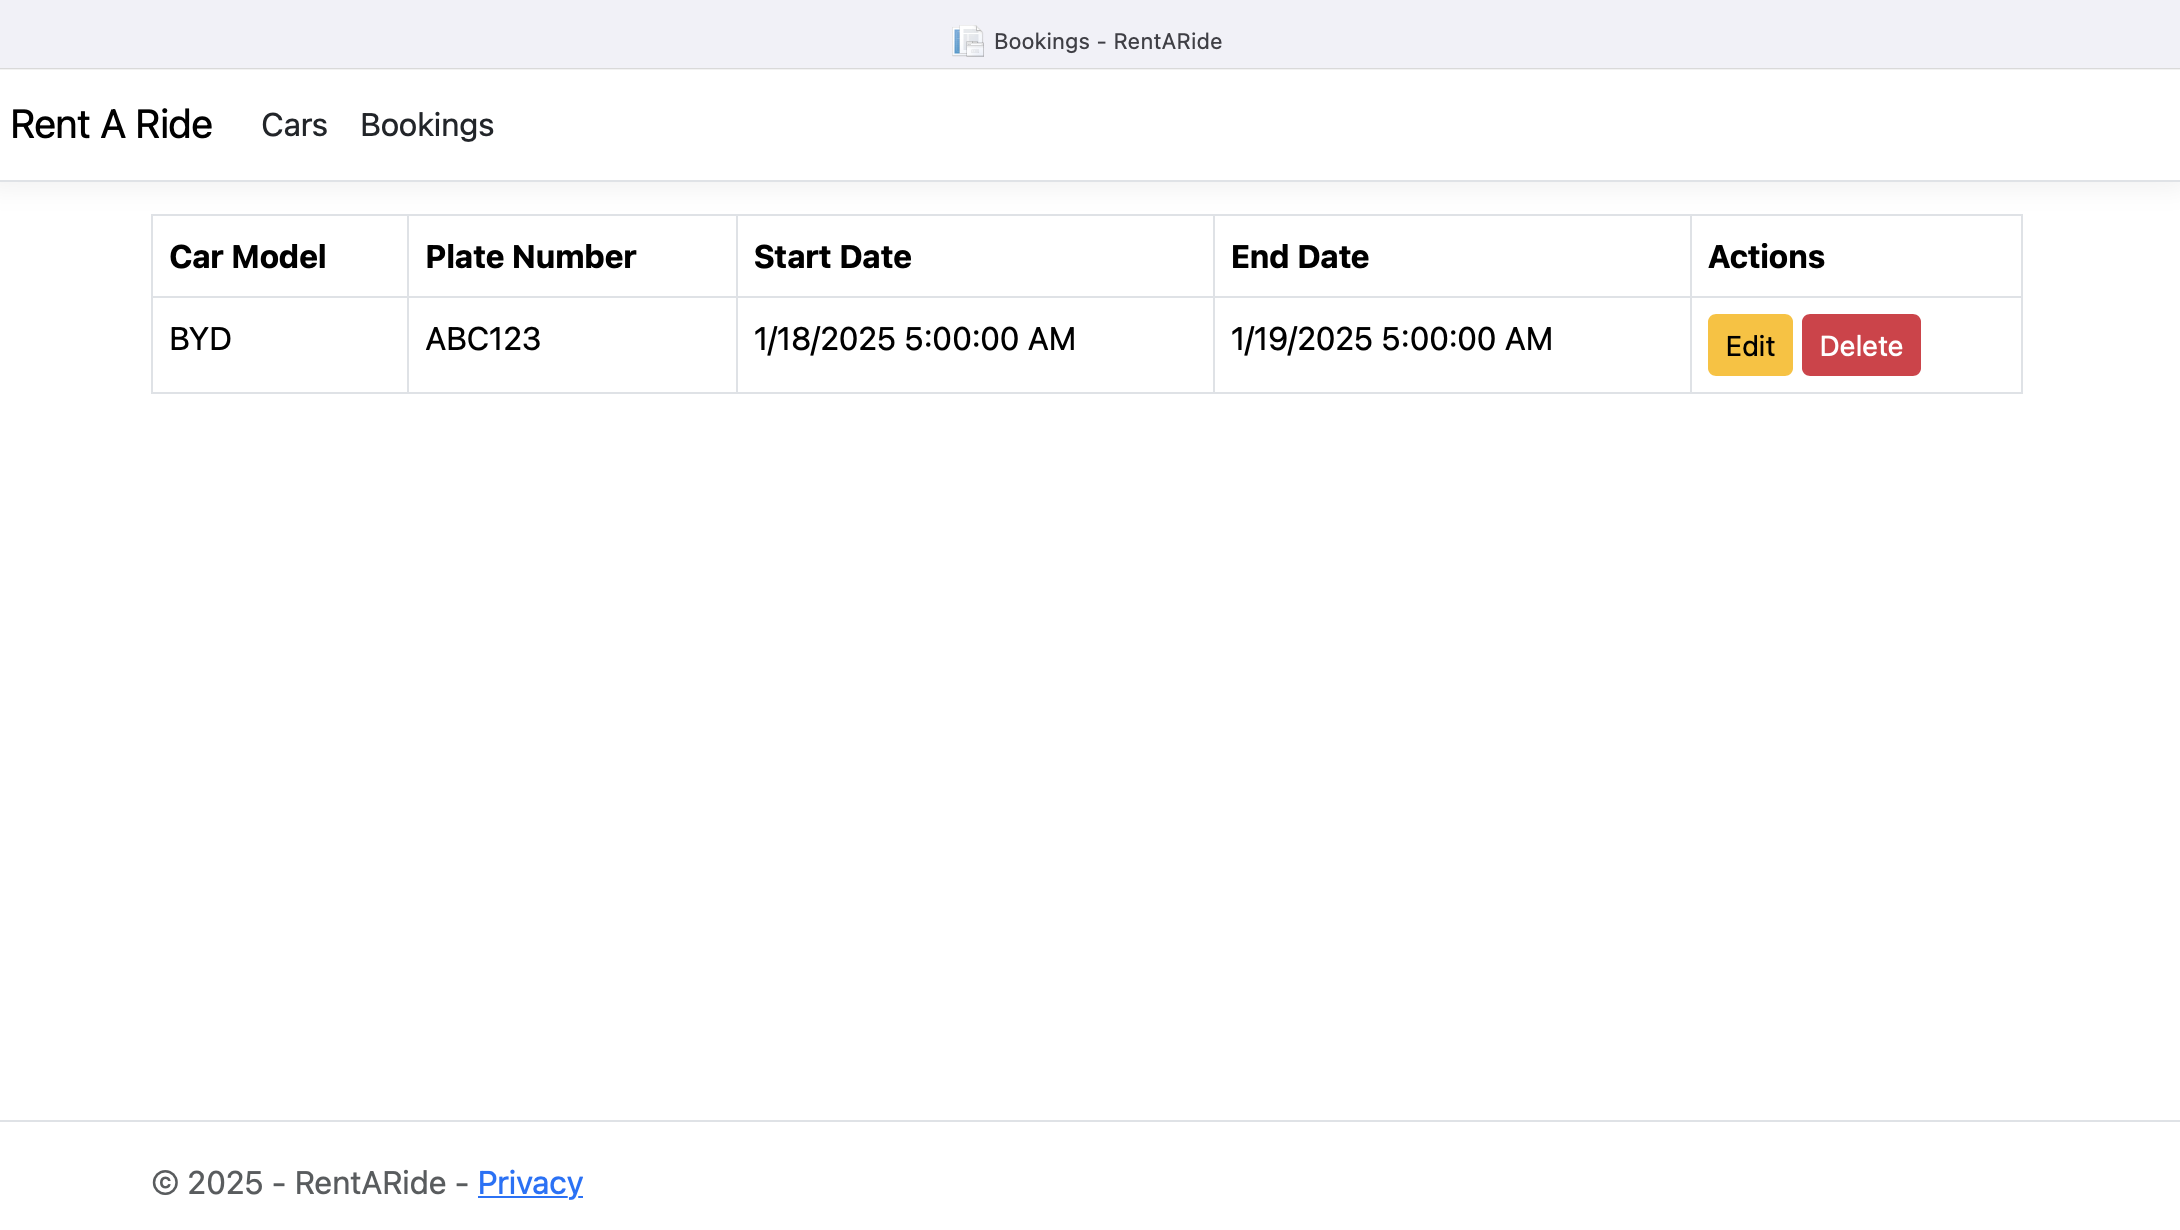 Bookings - RentARide
Rent A Ride Cars Bookings
Car Model Plate Number Start Date End Date Actions
BYD ABC123 1/18/2025 5:00:00 AM 1/19/2025 5:00:00 AM Edit Delete
© 2025 - RentARide - Privacy